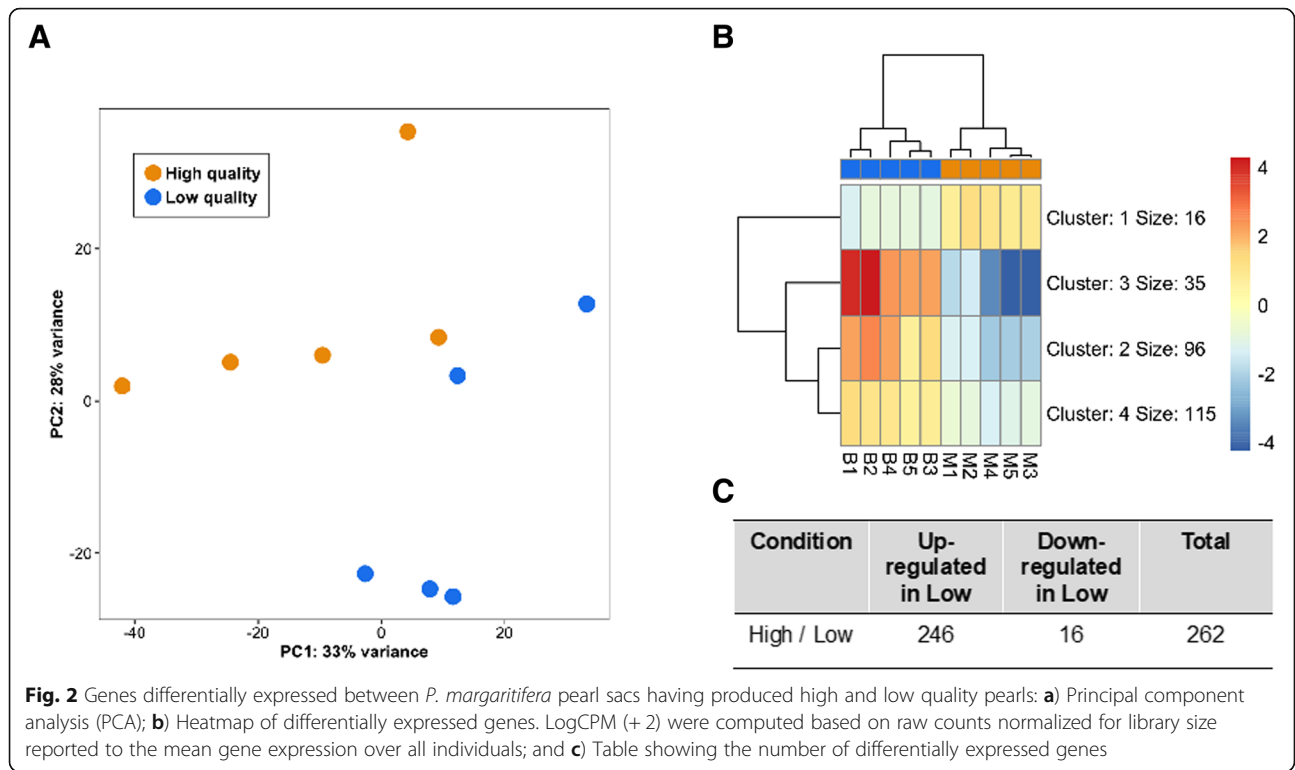 A
High quality
Low quality
20
0
-20
PC2: 28% variance
-40
-20
0
20
PC1: 33% variance
B
Cluster: 1 Size: 16
Cluster: 3 Size: 35
Cluster: 2 Size: 96
Cluster: 4 Size: 115
B1 B2 B4 B5 B3 M1 M2 M4 M5 M3
4
2
0
-2
-4
C
Condition Up-regulated in Low Down-regulated in Low Total
High / Low 246 16 262
Fig. 2 Genes differentially expressed between P. margaritifera pearl sacs having produced high and low quality pearls: a) Principal component
analysis (PCA); b) Heatmap of differentially expressed genes. LogCPM (+ 2) were computed based on raw counts normalized for library size
reported to the mean gene expression over all individuals; and c) Table showing the number of differentially expressed genes